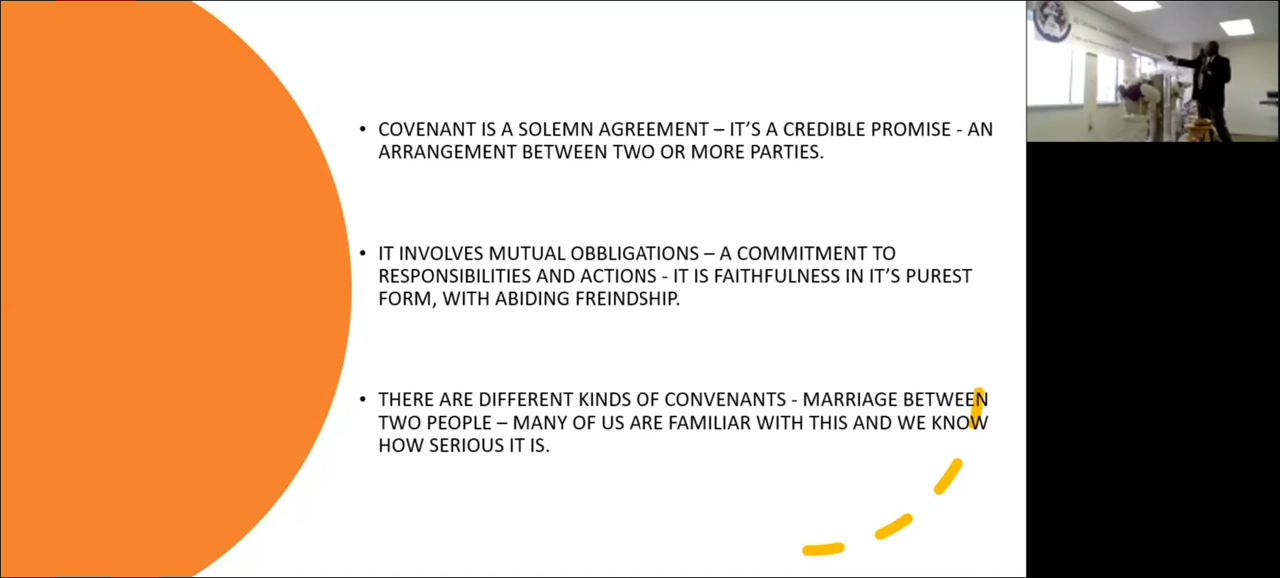 • COVENANT IS A SOLEMN AGREEMENT – IT’S A CREDIBLE PROMISE - AN
ARRANGEMENT BETWEEN TWO OR MORE PARTIES.
• IT INVOLVES MUTUAL OBBLIGATIONS – A COMMITMENT TO
RESPONSIBILITIES AND ACTIONS - IT IS FAITHFULNESS IN IT’S PUREST
FORM, WITH ABIDING FREINDSHIP.
• THERE ARE DIFFERENT KINDS OF CONVENANTS - MARRIAGE BETWEEN
TWO PEOPLE – MANY OF US ARE FAMILIAR WITH THIS AND WE KNOW
HOW SERIOUS IT IS.